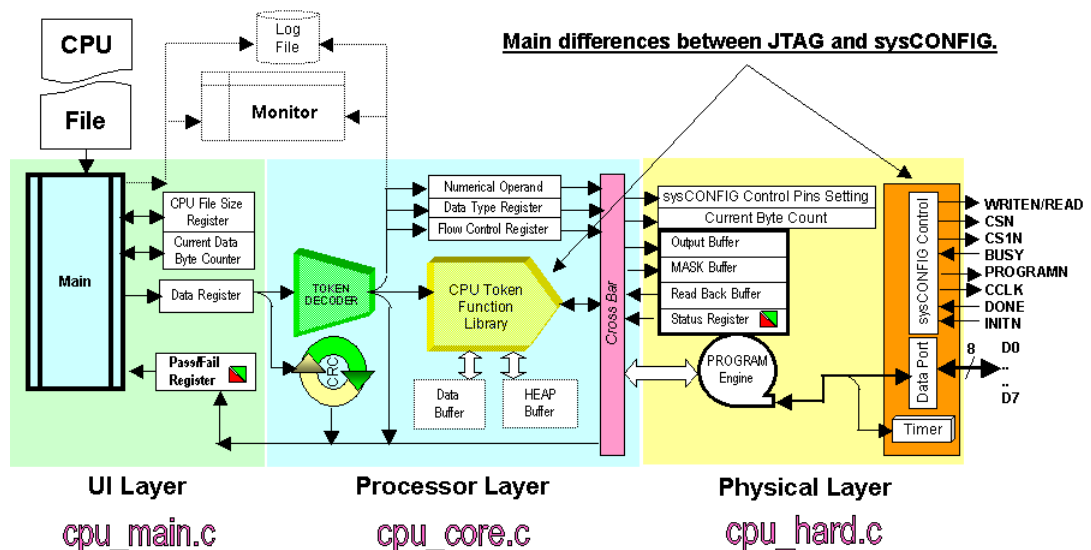 CPU
File
Log
File
Monitor
Main differences between JTAG and sysCONFIG.
Main
CPU File Size
Register
Current Data
Byte Counter
Data Register
Pass/Fail
Register
TOKEN
DECODER
CRC
Numerical Operand
Data Type Register
Flow Control Register
CPU Token
Function
Library
Data
Buffer
HEAP
Buffer
Cross Bar
sysCONFIG Control Pins Setting
Current Byte Count
Output Buffer
MASK Buffer
Read Back Buffer
Status Register
PROGRAM
Engine
sysCONFIG Control
Data Port
Timer
WRITEN/READ
CSN
CS1N
BUSY
PROGRAMN
CCLK
DONE
INITN
8
D0
..
..
D7
UI Layer
Processor Layer
Physical Layer
cpu_main.c
cpu_core.c
cpu_hard.c